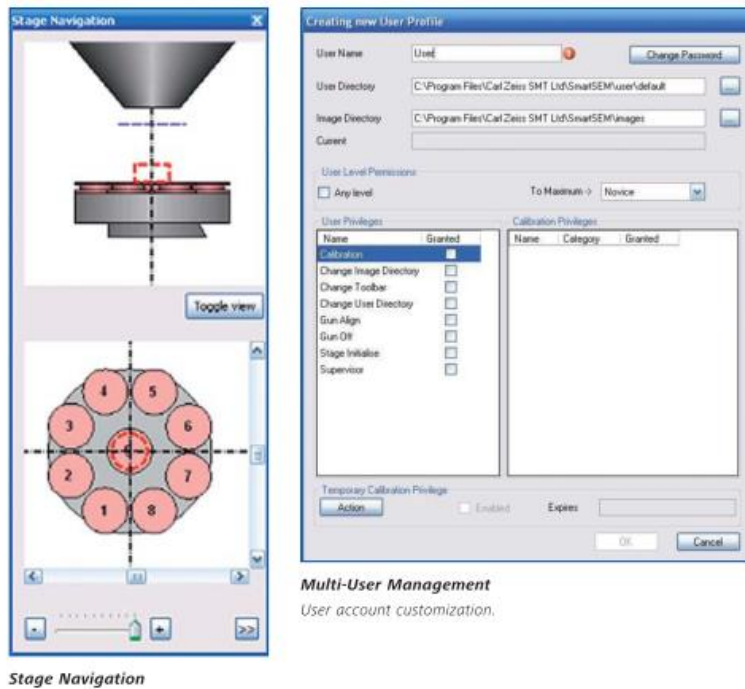 Stage Navigation
Toggle view
4 5
3 6
2 7
1 8
- + >>
Stage Navigation
Creating new User Profile
User Name User Change Password
User Directory C:\Program Files\Carl Zeiss SMT Ltd\SmartSEM\user\default ...
Image Directory C:\Program Files\Carl Zeiss SMT Ltd\SmartSEM\images ...
Current
User Level Permissions
Any level To Maximum -> Novice
User Privileges Calibration Privileges
Name Granted Name Category Granted
Calibration
Change Image Directory
Change Toolbar
Change User Directory
Gun Align
Gun Off
Stage Initialise
Supervisor
Temporary Calibration Privilege
Action Enabled Expires
OK Cancel
Multi-User Management
User account customization.